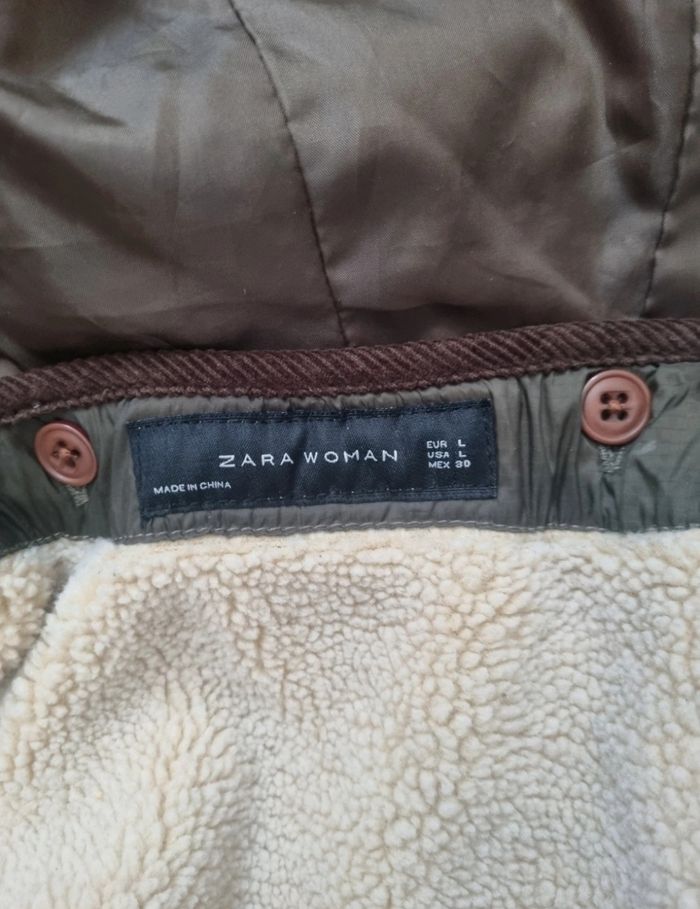 ZARA WOMAN
EUR L
USA L
MEX 30
MADE IN CHINA